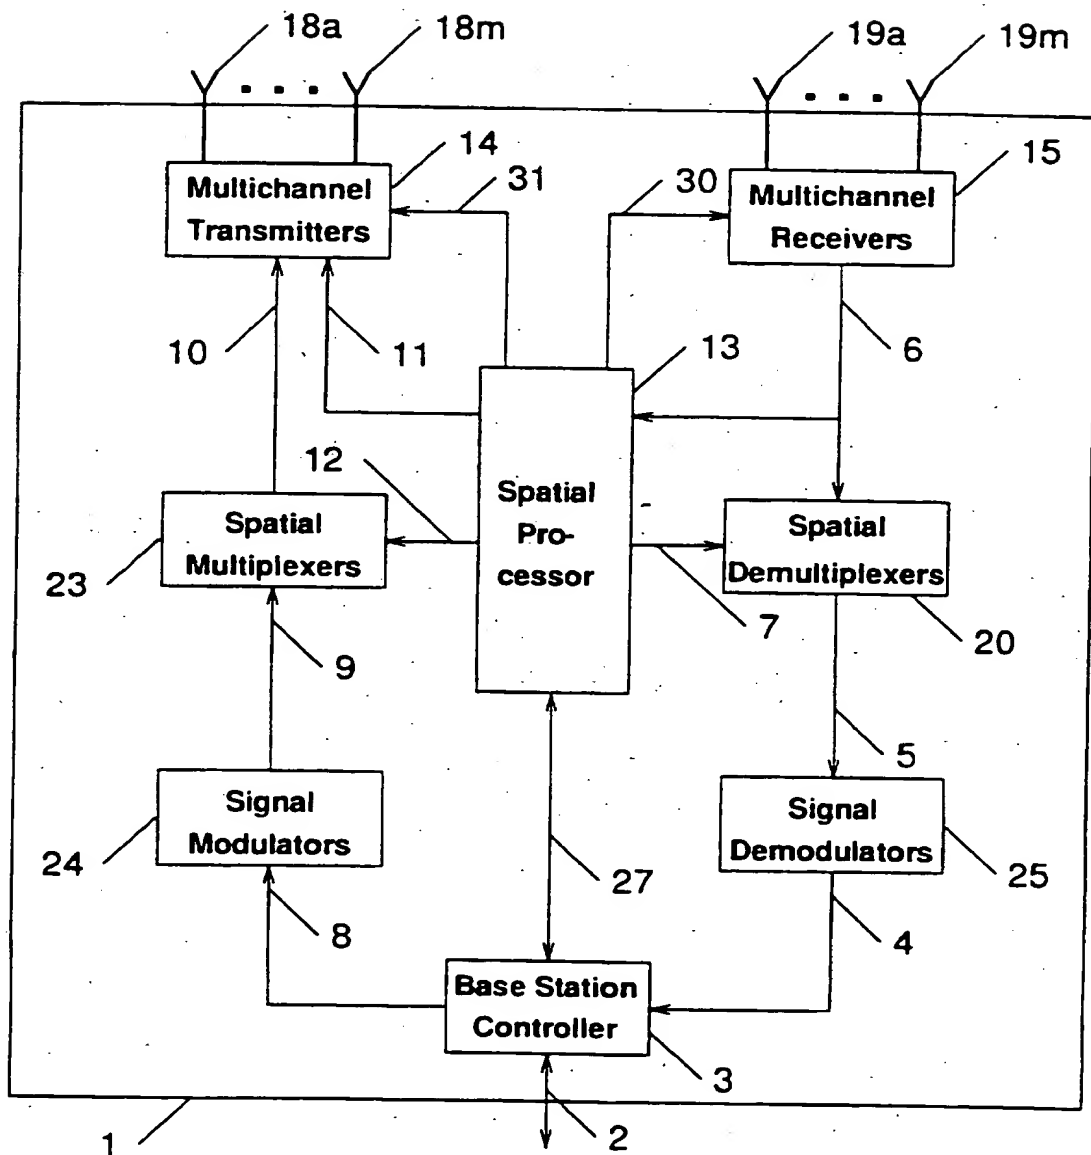 18a
18m
19a
19m
14
Multichannel
Transmitters
31
30
15
Multichannel
Receivers
10
11
13
6
12
Spatial
Multiplexers
23
Spatial
Pro-
cessor
Spatial
Demultiplexers
7
20
9
5
Signal
Modulators
24
Signal
Demodulators
25
27
8
4
Base Station
Controller
3
1
2